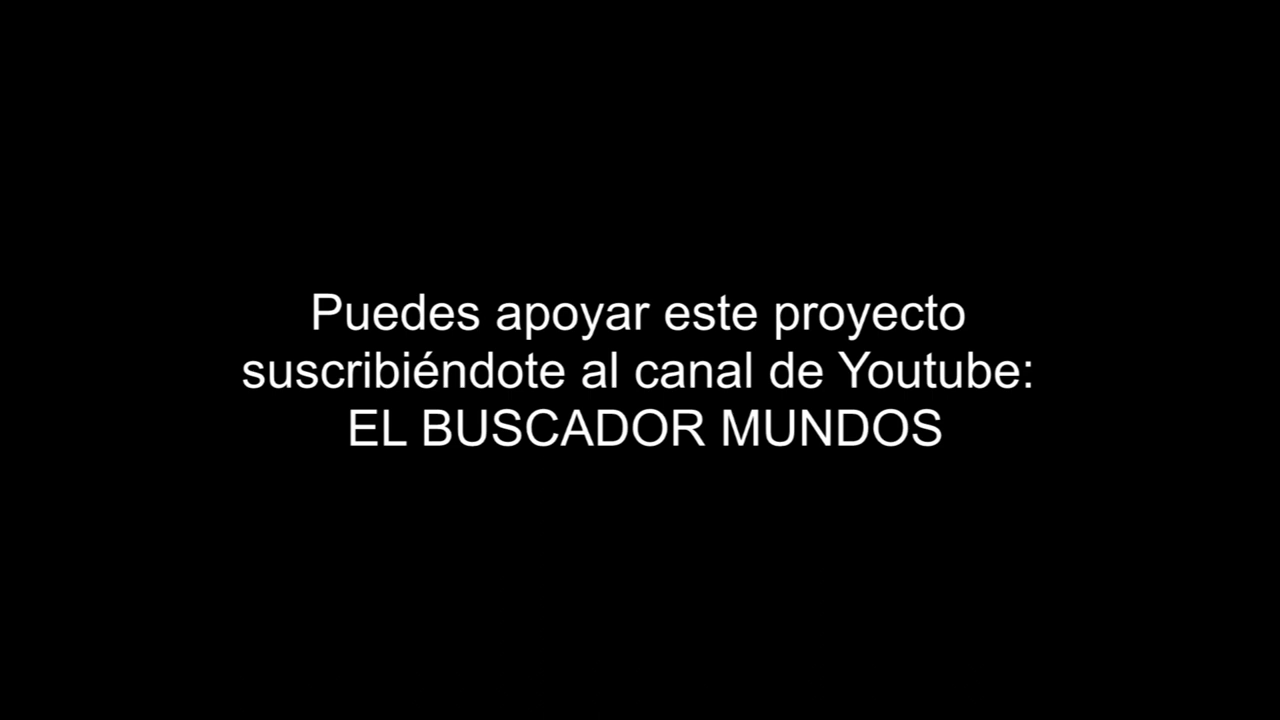 Puedes apoyar este proyecto
suscribiéndote al canal de Youtube:
EL BUSCADOR MUNDOS